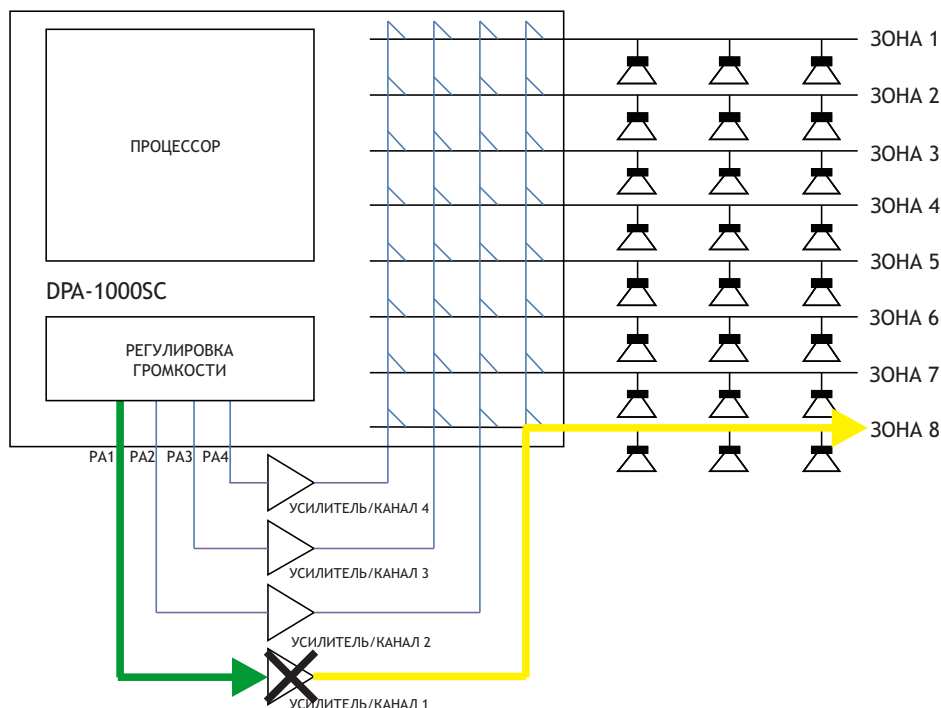 ПРОЦЕССОР
DPA-1000SC
РЕГУЛИРОВКА
ГРОМКОСТИ
PA1
PA2
PA3
PA4
ЗОНА 1
ЗОНА 2
ЗОНА 3
ЗОНА 4
ЗОНА 5
ЗОНА 6
ЗОНА 7
ЗОНА 8
УСИЛИТЕЛЬ/КАНАЛ 4
УСИЛИТЕЛЬ/КАНАЛ 3
УСИЛИТЕЛЬ/КАНАЛ 2
УСИЛИТЕЛЬ/КАНАЛ 1